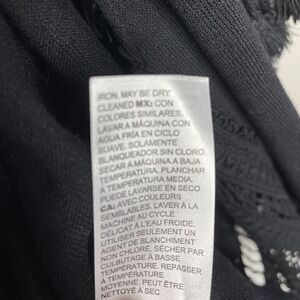 IRON, MAY BE DRY
CLEANED MX: CON
COLORES SIMILARES.
LAVAR A MÁQUINA CON
AGUA FRÍA EN CICLO
SUAVE. SOLAMENTE
BLANQUEADOR SIN CLORO.
SECAR A MÁQUINA A BAJA
TEMPERATURA. PLANCHAR
A TEMPERATURA MEDIA.
PUEDE LAVARSE EN SECO
CA: AVEC COULEURS
SEMBLABLES. LAVER À LA
MACHINE AU CYCLE
DÉLICAT À L'EAU FROIDE.
UTILISER SEULEMENT UN
AGENT DE BLANCHIMENT
NON CHLORÉ. SÉCHER PAR
CULBUTAGE À BASSE
TEMPÉRATURE. REPASSER
À TEMPÉRATURE
MOYENNE. PEUT ÊTRE
NETTOYÉ À SEC